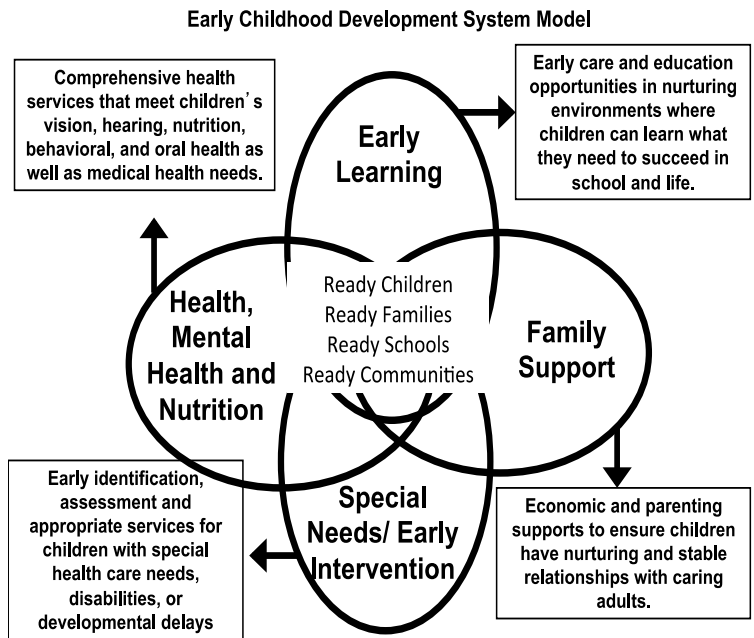 Early Childhood Development System Model
Comprehensive health
services that meet children's
vision, hearing, nutrition,
behavioral, and oral health as
well as medical health needs.
Early care and education
opportunities in nurturing
environments where
children can learn what
they need to succeed in
school and life.
Early
Learning
Health,
Mental
Health and
Nutrition
Ready Children
Ready Families
Ready Schools
Ready Communities
Family
Support
Early identification,
assessment and
appropriate services for
children with special
health care needs,
disabilities, or
developmental delays
Special
Needs/ Early
Intervention
Economic and parenting
supports to ensure children
have nurturing and stable
relationships with caring
adults.